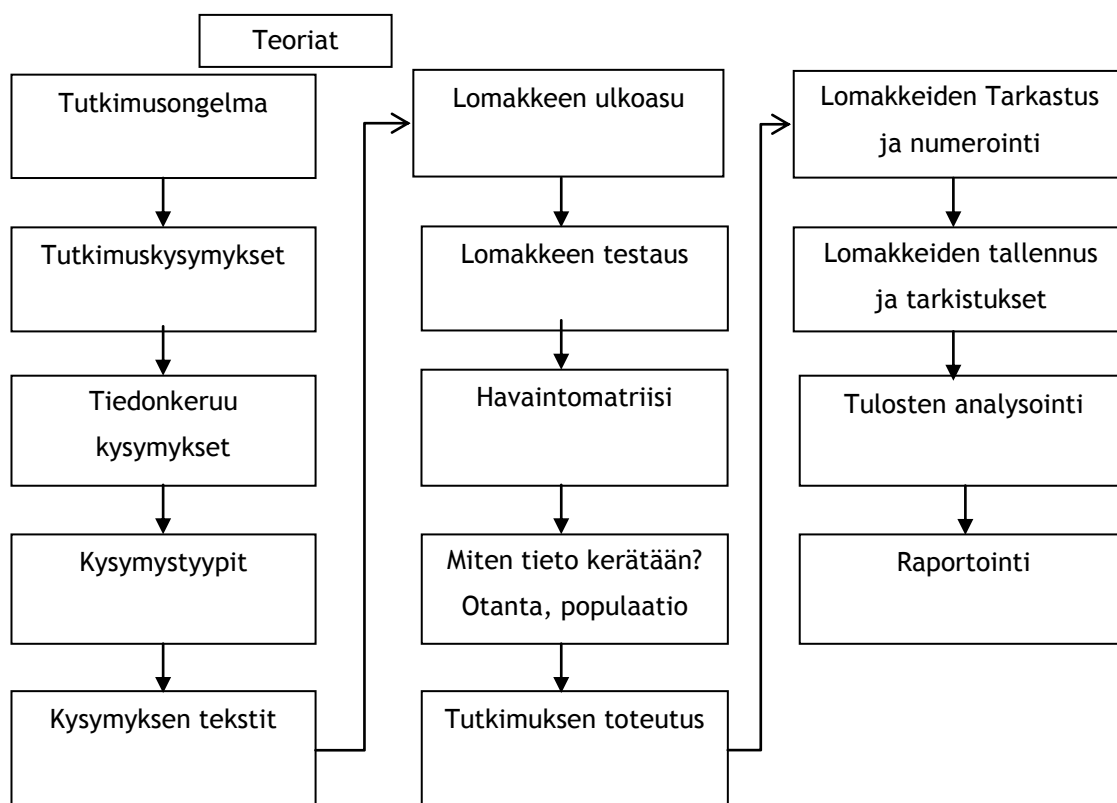 Teoriat
Tutkimusongelma
Tutkimuskysymykset
Tiedonkeruu
kysymykset
Kysymystyypit
Kysymyksen tekstit
Lomakkeen ulkoasu
Lomakkeen testaus
Havaintomatriisi
Miten tieto kerätään?
Otanta, populaatio
Tutkimuksen toteutus
Lomakkeiden Tarkastus
ja numerointi
Lomakkeiden tallennus
ja tarkistukset
Tulosten analysointi
Raportointi